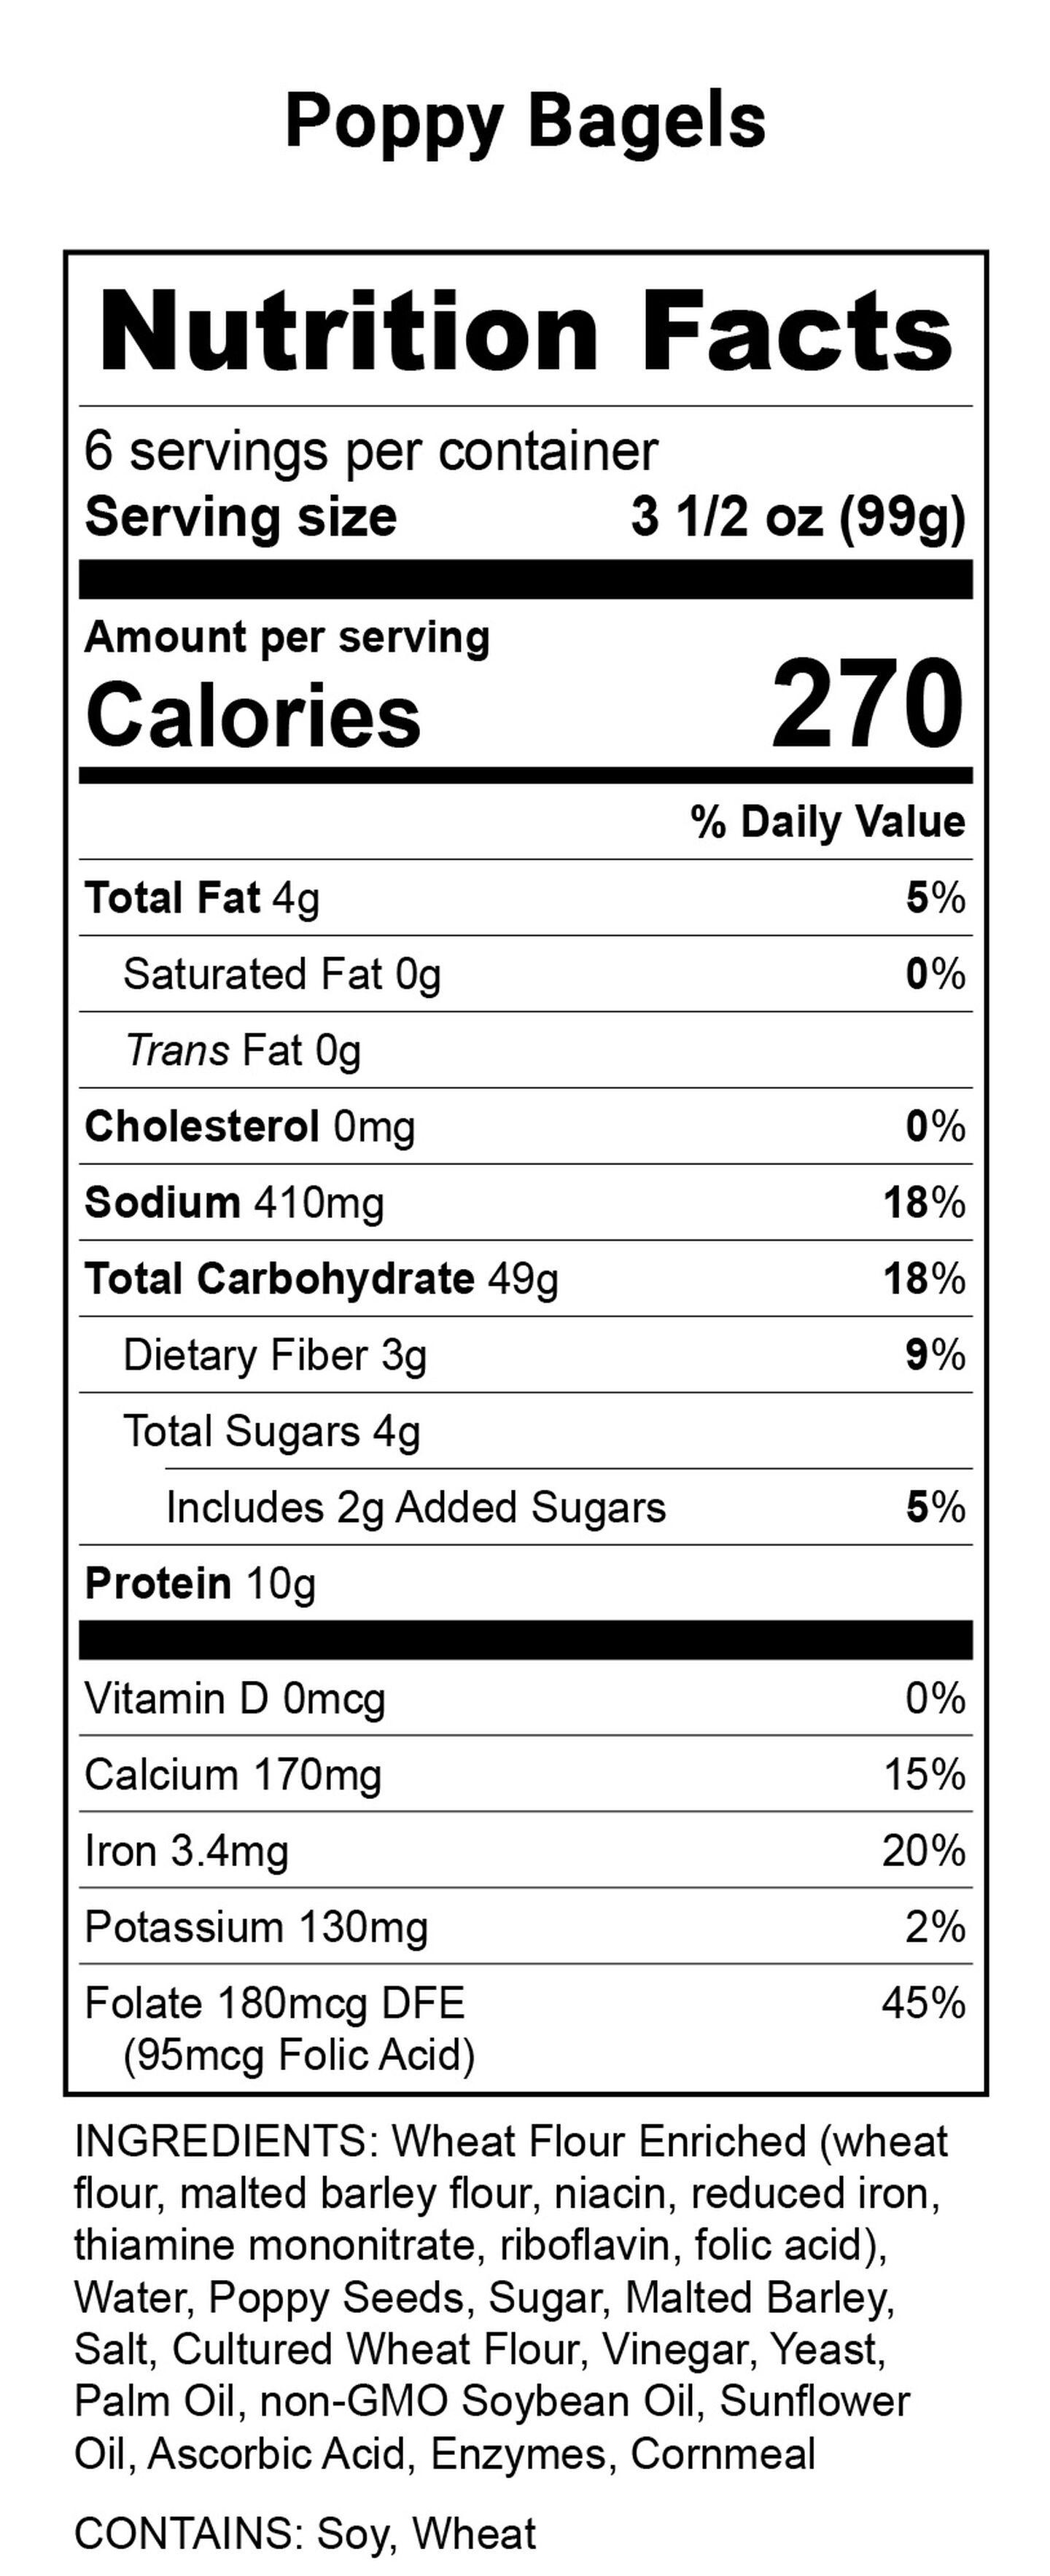 Poppy Bagels
Nutrition Facts
6 servings per container
Serving size 3 1/2 oz (99g)
Amount per serving
Calories 270
% Daily Value
Total Fat 4g 5%
Saturated Fat 0g 0%
Trans Fat 0g
Cholesterol 0mg 0%
Sodium 410mg 18%
Total Carbohydrate 49g 18%
Dietary Fiber 3g 9%
Total Sugars 4g
Includes 2g Added Sugars 5%
Protein 10g
Vitamin D 0mcg 0%
Calcium 170mg 15%
Iron 3.4mg 20%
Potassium 130mg 2%
Folate 180mcg DFE 45%
(95mcg Folic Acid)
INGREDIENTS: Wheat Flour Enriched (wheat
flour, malted barley flour, niacin, reduced iron,
thiamine mononitrate, riboflavin, folic acid),
Water, Poppy Seeds, Sugar, Malted Barley,
Salt, Cultured Wheat Flour, Vinegar, Yeast,
Palm Oil, non-GMO Soybean Oil, Sunflower
Oil, Ascorbic Acid, Enzymes, Cornmeal
CONTAINS: Soy, Wheat